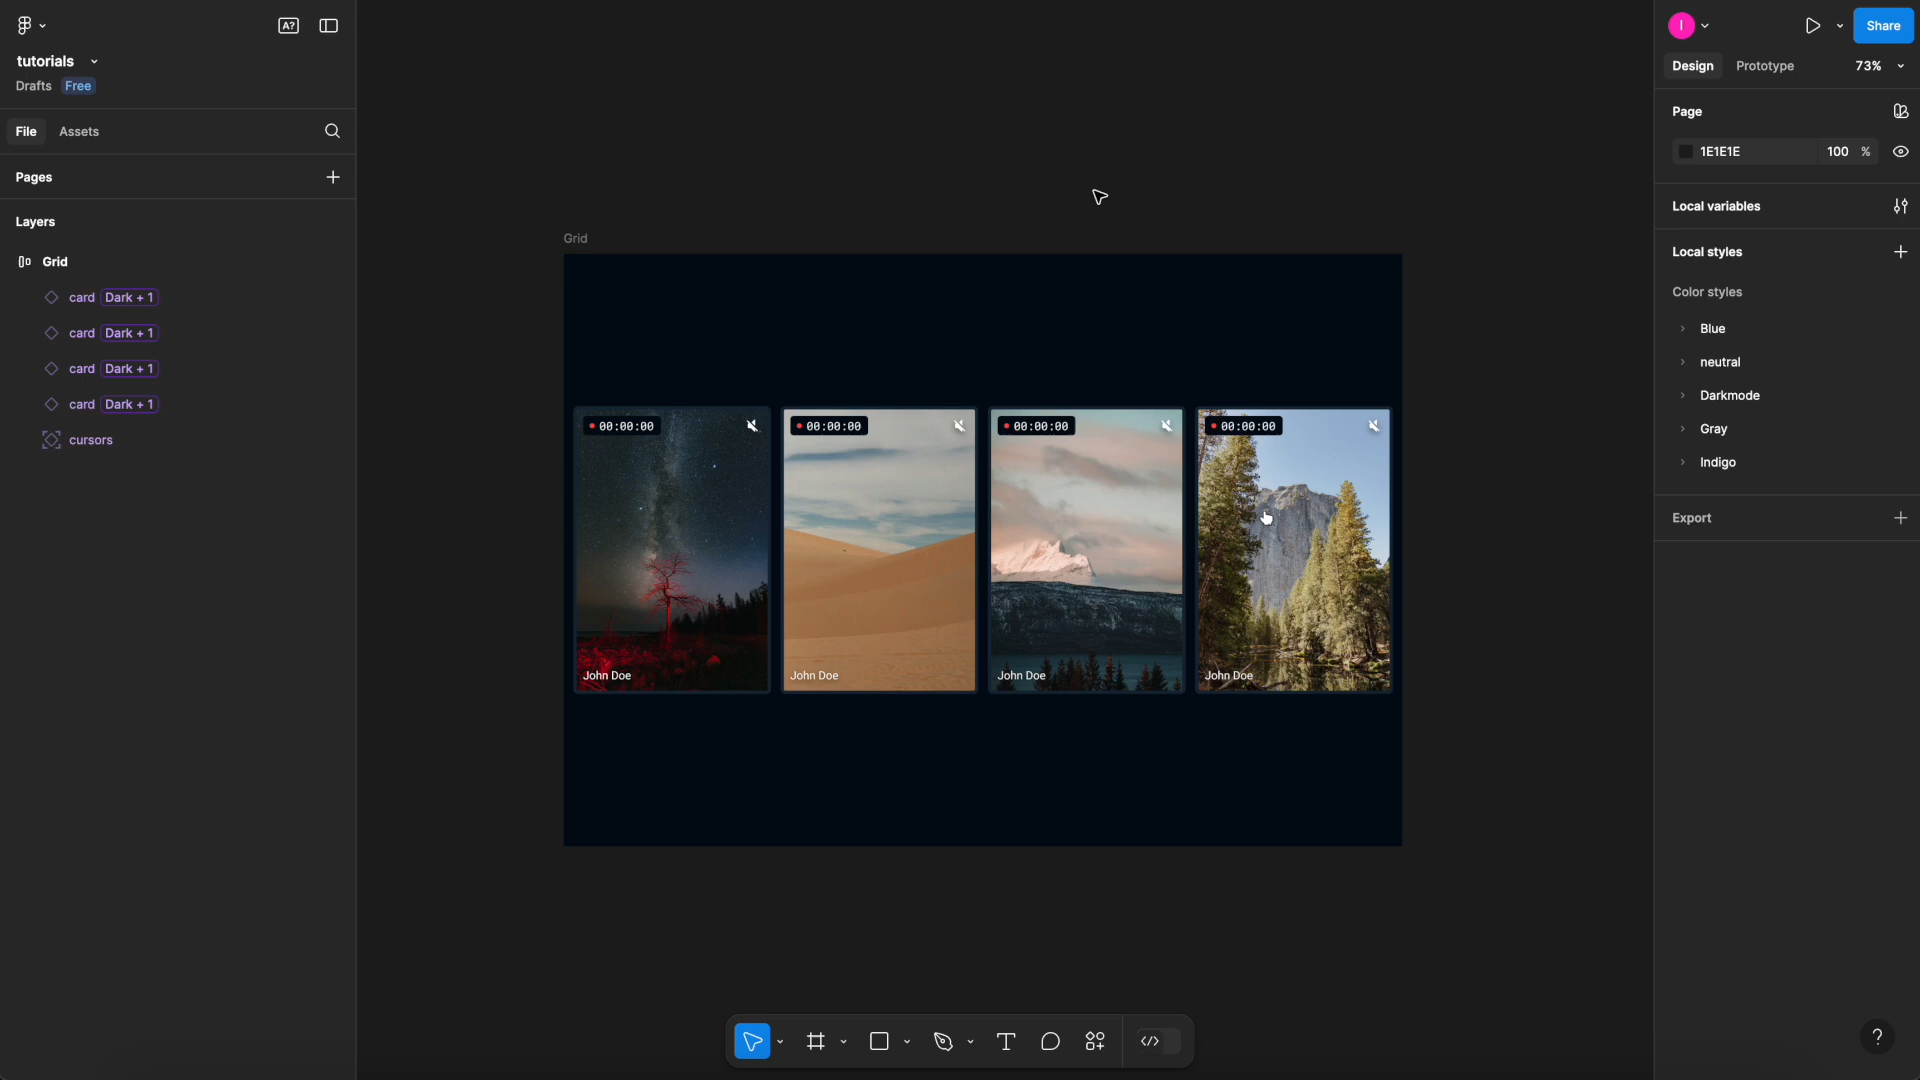 A?
tutorials
Drafts Free
File Assets
Pages
Layers
Grid
card Dark + 1
card Dark + 1
card Dark + 1
card Dark + 1
cursors
Grid
00:00:00
John Doe
00:00:00
John Doe
00:00:00
John Doe
00:00:00
John Doe
I
Share
Design Prototype 73%
Page
1E1E1E 100 %
Local variables
Local styles
Color styles
Blue
neutral
Darkmode
Gray
Indigo
Export
?